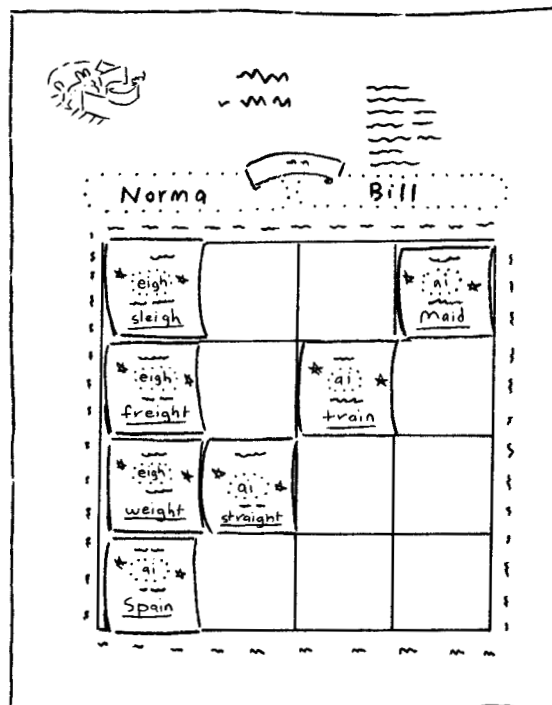 Norma Bill
eigh
sleigh
ai
Maid
eigh
freight
ai
train
eigh
weight
ai
straight
ai
Spain